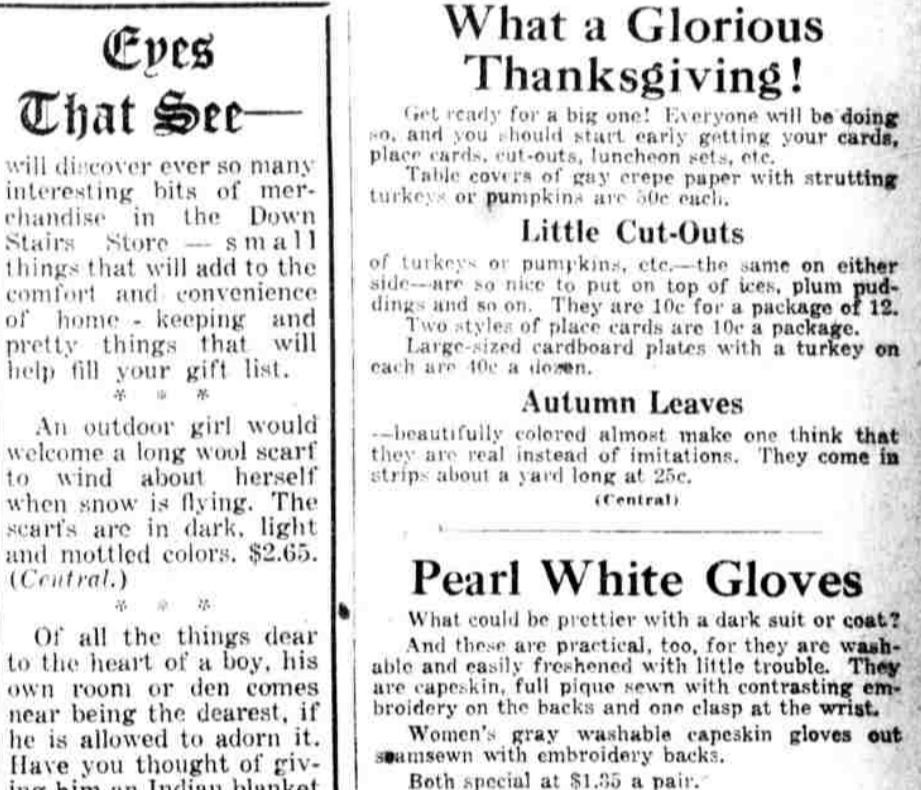 Eyes
That See—
will discover ever so many
interesting bits of mer-
chandise in the Down
Stairs Store — small
things that will add to the
comfort and convenience
of home - keeping and
pretty things that will
help fill your gift list.
* * *
An outdoor girl would
welcome a long wool scarf
to wind about herself
when snow is flying. The
scarfs are in dark, light
and mottled colors. $2.65.
(Central.)
* * *
Of all the things dear
to the heart of a boy, his
own room or den comes
near being the dearest, if
he is allowed to adorn it.
Have you thought of giv-
ing him an Indian blanket
What a Glorious
Thanksgiving!
Get ready for a big one! Everyone will be doing
so, and you should start early getting your cards,
place cards, cut-outs, luncheon sets, etc.
Table covers of gay crepe paper with strutting
turkeys or pumpkins are 50c each.
Little Cut-Outs
of turkeys or pumpkins, etc.—the same on either
side—are so nice to put on top of ices, plum pud-
dings and so on. They are 10c for a package of 12.
Two styles of place cards are 10c a package.
Large-sized cardboard plates with a turkey on
each are 40c a dozen.
Autumn Leaves
—beautifully colored almost make one think that
they are real instead of imitations. They come in
strips about a yard long at 25c.
(Central)
Pearl White Gloves
What could be prettier with a dark suit or coat?
And these are practical, too, for they are wash-
able and easily freshened with little trouble. They
are capeskin, full pique sewn with contrasting em-
broidery on the backs and one clasp at the wrist.
Women's gray washable capeskin gloves out
seamsewn with embroidery backs.
Both special at $1.35 a pair.